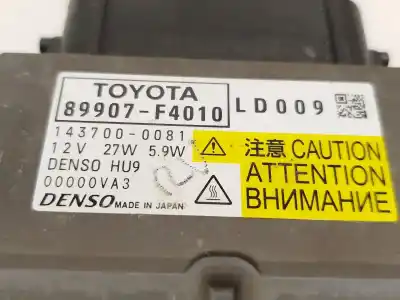 TOYOTA
89907-F4010 LD009
143700-0081
12V 27W 5.9W
DENSO HU9
00000VA3
DENSO MADE IN JAPAN
注意 CAUTION
ATTENTION
ВНИМАНИЕ